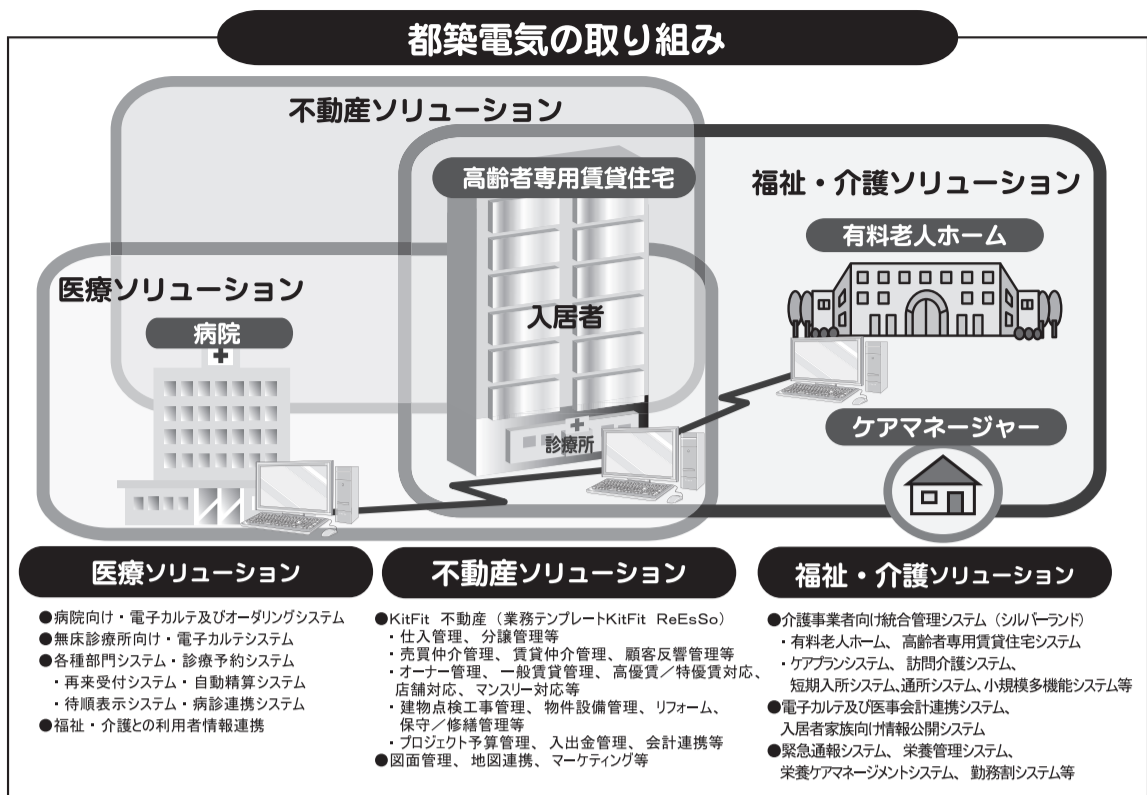 都築電気の取り組み
不動産ソリューション
高齢者専用賃貸住宅
福祉・介護ソリューション
有料老人ホーム
医療ソリューション
病院
入居者
ケアマネージャー
診療所
医療ソリューション
●病院向け・電子カルテ及びオーダリングシステム
●無床診療所向け・電子カルテシステム
●各種部門システム・診療予約システム
・再来受付システム・自動精算システム
・待順表示システム・病診連携システム
●福祉・介護との利用者情報連携
不動産ソリューション
●KitFit 不動産（業務テンプレートKitFit ReEsSo）
・仕入管理、分譲管理等
・売買仲介管理、賃貸仲介管理、顧客反響管理等
・オーナー管理、一般賃貸管理、高優賃／特優賃対応、
店舗対応、マンスリー対応等
・建物点検工事管理、物件設備管理、リフォーム、
保守／修繕管理等
・プロジェクト予算管理、入出金管理、会計連携等
●図面管理、地図連携、マーケティング等
福祉・介護ソリューション
●介護事業者向け統合管理システム（シルバーランド）
・有料老人ホーム、高齢者専用賃貸住宅システム
・ケアプランシステム、訪問介護システム、
短期入所システム、通所システム、小規模多機能システム等
●電子カルテ及び医事会計連携システム、
入居者家族向け情報公開システム
●緊急通報システム、栄養管理システム、
栄養ケアマネージメントシステム、勤務割システム等